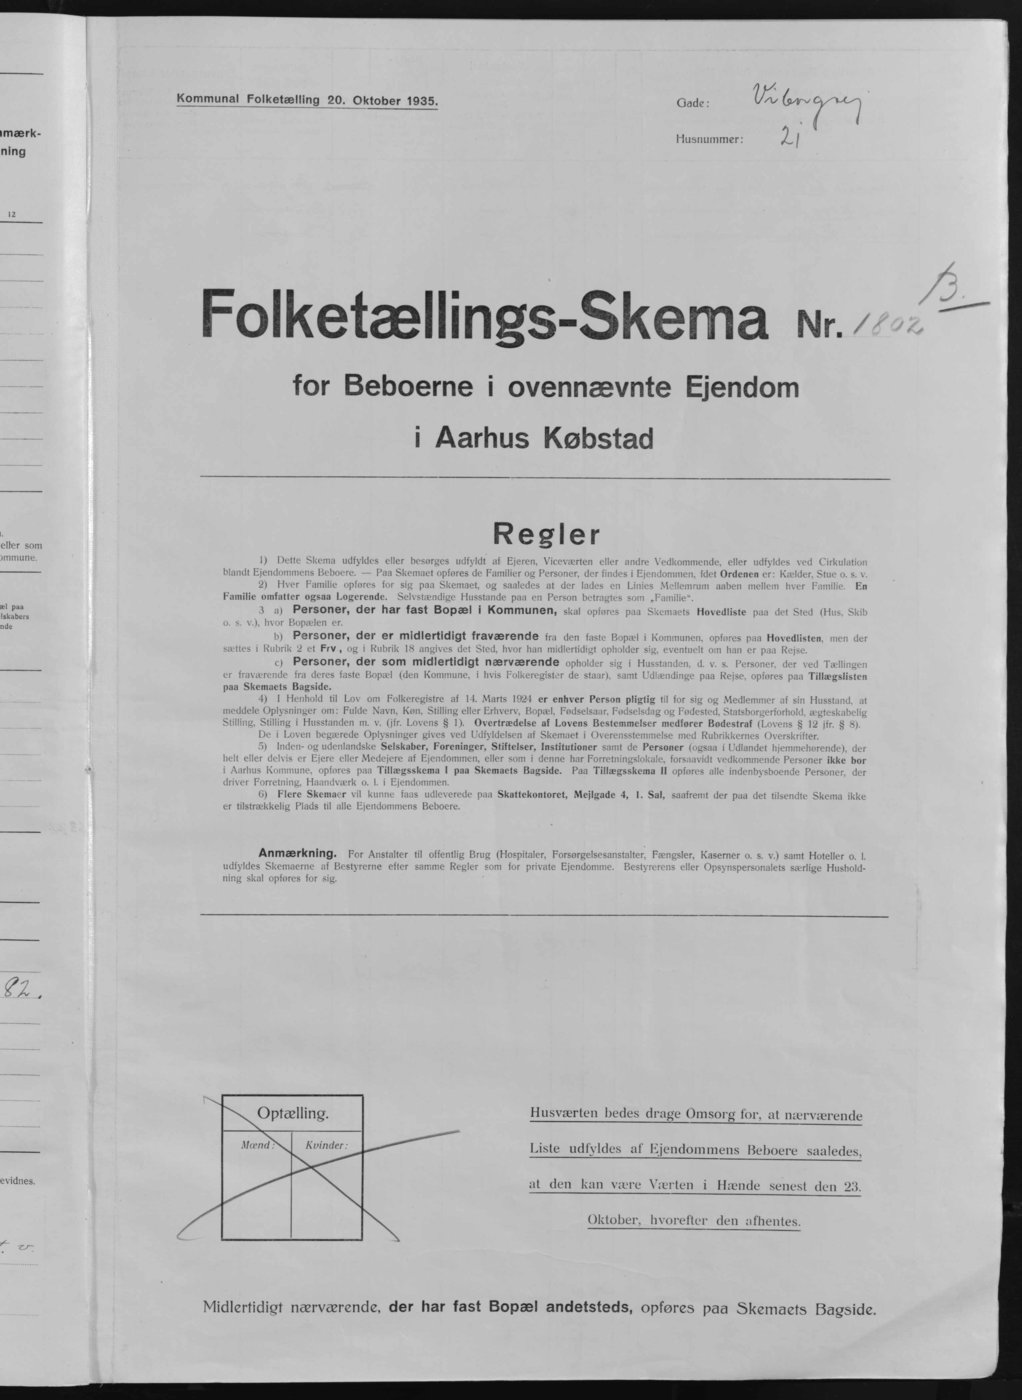 nmærk-
ning
12
eller som
ommune.
æl paa
lskabers
nde
82.
evidnes.
Kommunal Folketælling 20. Oktober 1935.
Gade: Viborgvej
Husnummer: 21
B.
Folketællings-Skema Nr. 1802
for Beboerne i ovennævnte Ejendom
i Aarhus Købstad
Regler
1) Dette Skema udfyldes eller besørges udfyldt af Ejeren, Viceværten eller andre Vedkommende, eller udfyldes ved Cirkulation
blandt Ejendommens Beboere. — Paa Skemaet opføres de Familier og Personer, der findes i Ejendommen, idet Ordenen er: Kælder, Stue o. s. v.
2) Hver Familie opføres for sig paa Skemaet, og saaledes at der lades en Linies Mellemrum aaben mellem hver Familie. En
Familie omfatter ogsaa Logerende. Selvstændige Husstande paa en Person betragtes som „Familie“.
3 a) Personer, der har fast Bopæl i Kommunen, skal opføres paa Skemaets Hovedliste paa det Sted (Hus, Skib
o. s. v.), hvor Bopælen er.
b) Personer, der er midlertidigt fraværende fra den faste Bopæl i Kommunen, opføres paa Hovedlisten, men der
sættes i Rubrik 2 et Frv., og i Rubrik 18 angives det Sted, hvor han midlertidigt opholder sig, eventuelt om han er paa Rejse.
c) Personer, der som midlertidigt nærværende opholder sig i Husstanden, d. v. s. Personer, der ved Tællingen
er fraværende fra deres faste Bopæl (den Kommune, i hvis Folkeregister de staar), samt Udlændinge paa Rejse, opføres paa Tillægslisten
paa Skemaets Bagside.
4) I Henhold til Lov om Folkeregistre af 14. Marts 1924 er enhver Person pligtig til for sig og Medlemmer af sin Husstand, at
meddele Oplysninger om: Fulde Navn, Køn, Stilling eller Erhverv, Bopæl, Fødselsaar, Fødselsdag og Fødested, Statsborgerforhold, ægteskabelig
Stilling, Stilling i Husstanden m. v. (jfr. Lovens § 1). Overtrædelse af Lovens Bestemmelser medfører Bødestraf (Lovens § 12 jfr. § 8).
De i Loven begærede Oplysninger gives ved Udfyldelsen af Skemaet i Overensstemmelse med Rubrikkernes Overskrifter.
5) Inden- og udenlandske Selskaber, Foreninger, Stiftelser, Institutioner samt de Personer (ogsaa i Udlandet hjemmehørende), der
helt eller delvis er Ejere eller Medejere af Ejendommen, eller som i denne har Forretningslokale, forsaavidt vedkommende Personer ikke bor
i Aarhus Kommune, opføres paa Tillægsskema I paa Skemaets Bagside. Paa Tillægsskema II opføres alle indenbysboende Personer, der
driver Forretning, Haandværk o. l. i Ejendommen.
6) Flere Skemaer vil kunne faas udleverede paa Skattekontoret, Mejlgade 4, 1. Sal, saafremt der paa det tilsendte Skema ikke
er tilstrækkelig Plads til alle Ejendommens Beboere.
Anmærkning. For Anstalter til offentlig Brug (Hospitaler, Forsørgelsesanstalter, Fængsler, Kaserner o. s. v.) samt Hoteller o. l.
udfyldes Skemaerne af Bestyrerne efter samme Regler som for private Ejendomme. Bestyrerens eller Opsynspersonalets særlige Hushold-
ning skal opføres for sig.
Optælling.
Mænd: Kvinder:
Husværten bedes drage Omsorg for, at nærværende
Liste udfyldes af Ejendommens Beboere saaledes,
at den kan være Værten i Hænde senest den 23.
Oktober, hvorefter den afhentes.
Midlertidigt nærværende, der har fast Bopæl andetsteds, opføres paa Skemaets Bagside.